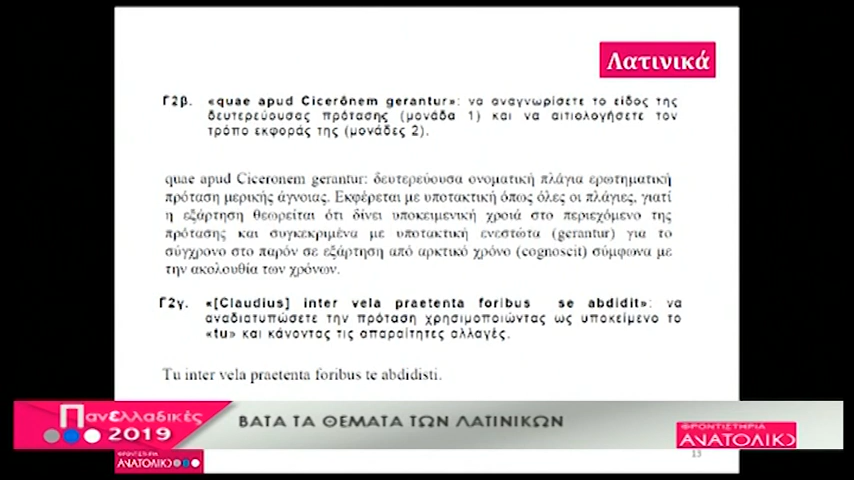 Λατινικά
Γ2β. «quae apud Cicerōnem gerantur»: να αναγνωρίσετε το είδος της
δευτερεύουσας πρότασης (μονάδα 1) και να αιτιολογήσετε τον
τρόπο εκφοράς της (μονάδες 2).
quae apud Ciceronem gerantur: δευτερεύουσα ονοματική πλάγια ερωτηματική
πρόταση μερικής άγνοιας. Εκφέρεται με υποτακτική όπως όλες οι πλάγιες, γιατί
η εξάρτηση θεωρείται ότι δίνει υποκειμενική χροιά στο περιεχόμενο της
πρότασης και συγκεκριμένα με υποτακτική ενεστώτα (gerantur) για το
σύγχρονο στο παρόν σε εξάρτηση από αρκτικό χρόνο (cognoscit) σύμφωνα με
την ακολουθία των χρόνων.
Γ2γ. «[Claudius] inter vela praetenta foribus se abdidit»: να
αναδιατυπώσετε την πρόταση χρησιμοποιώντας ως υποκείμενο το
«tu» και κάνοντας τις απαραίτητες αλλαγές.
Tu inter vela praetenta foribus te abdidisti.
Πανελλαδικές
2019
ΒΑΤΑ ΤΑ ΘΕΜΑΤΑ ΤΩΝ ΛΑΤΙΝΙΚΩΝ
ΦΡΟΝΤΙΣΤΗΡΙΑ
ΑΝΑΤΟΛΙΚΟ
ΦΡΟΝΤΙΣΤΗΡΙΑ
ΑΝΑΤΟΛΙΚΟ
13